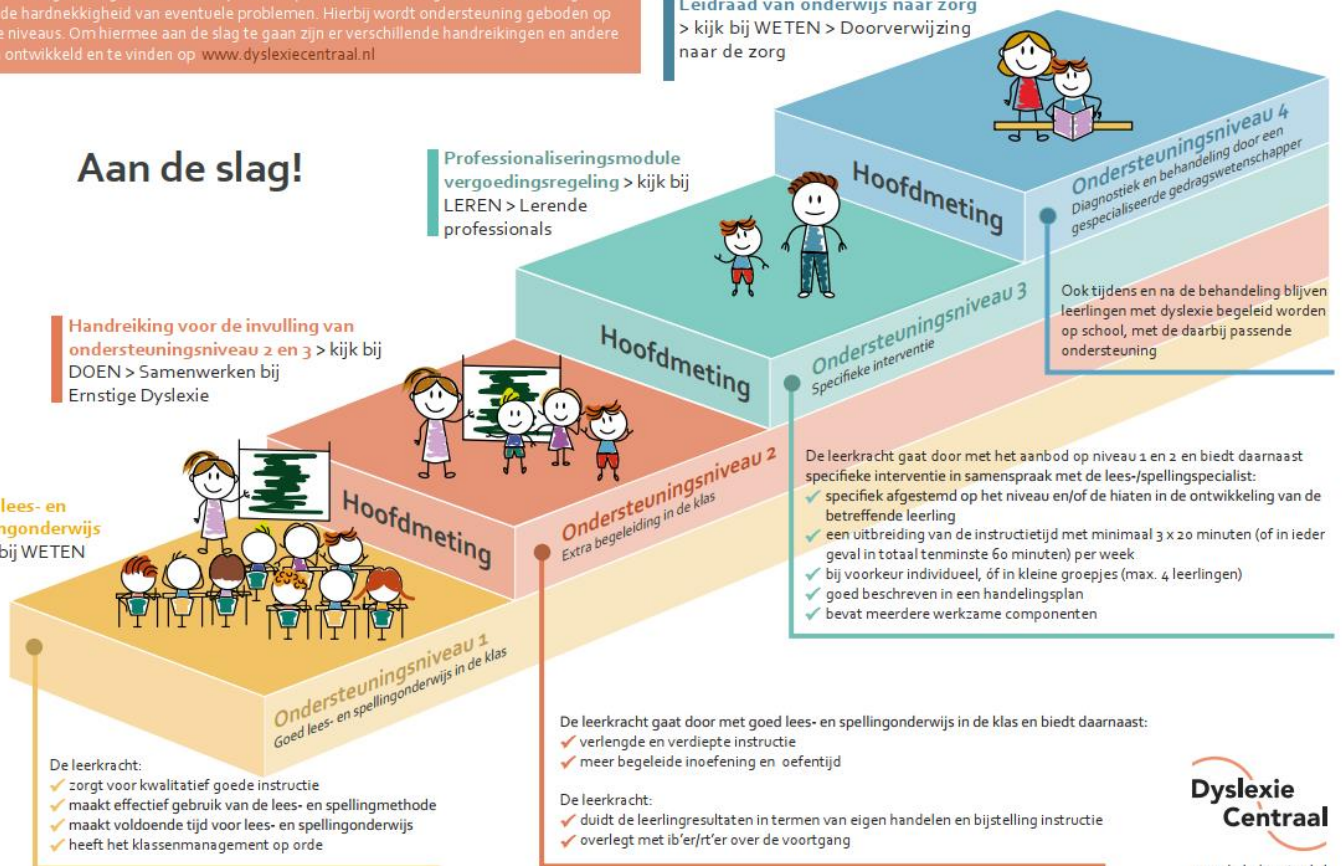 de hardnekkigheid van eventuele problemen. Hierbij wordt ondersteuning geboden op
niveaus. Om hiermee aan de slag te gaan zijn er verschillende handreikingen en andere
ontwikkeld en te vinden op www.dyslexiecentraal.nl
Leidraad van onderwijs naar zorg
> kijk bij WETEN > Doorverwijzing
naar de zorg
Aan de slag!
Professionaliseringsmodule
vergoedingsregeling > kijk bij
LEREN > Lerende
professionals
Handreiking voor de invulling van
ondersteuningsniveau 2 en 3 > kijk bij
DOEN > Samenwerken bij
Ernstige Dyslexie
lees- en
ngonderwijs
bij WETEN
Hoofdmeting
Ondersteuningsniveau 4
Diagnostiek en behandeling door een
gespecialiseerde gedragswetenschapper
Ook tijdens en na de behandeling blijven
leerlingen met dyslexie begeleid worden
op school, met de daarbij passende
ondersteuning
Hoofdmeting
Ondersteuningsniveau 3
Specifieke interventie
De leerkracht gaat door met het aanbod op niveau 1 en 2 en biedt daarnaast
specifieke interventie in samenspraak met de lees-/spellingspecialist:
✓ specifiek afgestemd op het niveau en/of de hiaten in de ontwikkeling van de
betreffende leerling
✓ een uitbreiding van de instructietijd met minimaal 3 x 20 minuten (of in ieder
geval in totaal tenminste 60 minuten) per week
✓ bij voorkeur individueel, óf in kleine groepjes (max. 4 leerlingen)
✓ goed beschreven in een handelingsplan
✓ bevat meerdere werkzame componenten
Hoofdmeting
Ondersteuningsniveau 2
Extra begeleiding in de klas
De leerkracht gaat door met goed lees- en spellingonderwijs in de klas en biedt daarnaast:
✓ verlengde en verdiepte instructie
✓ meer begeleide inoefening en oefentijd
De leerkracht:
✓ duidt de leerlingresultaten in termen van eigen handelen en bijstelling instructie
✓ overlegt met ib'er/rt'er over de voortgang
Ondersteuningsniveau 1
Goed lees- en spellingonderwijs in de klas
De leerkracht:
✓ zorgt voor kwalitatief goede instructie
✓ maakt effectief gebruik van de lees- en spellingmethode
✓ maakt voldoende tijd voor lees- en spellingonderwijs
✓ heeft het klassenmanagement op orde
Dyslexie
Centraal